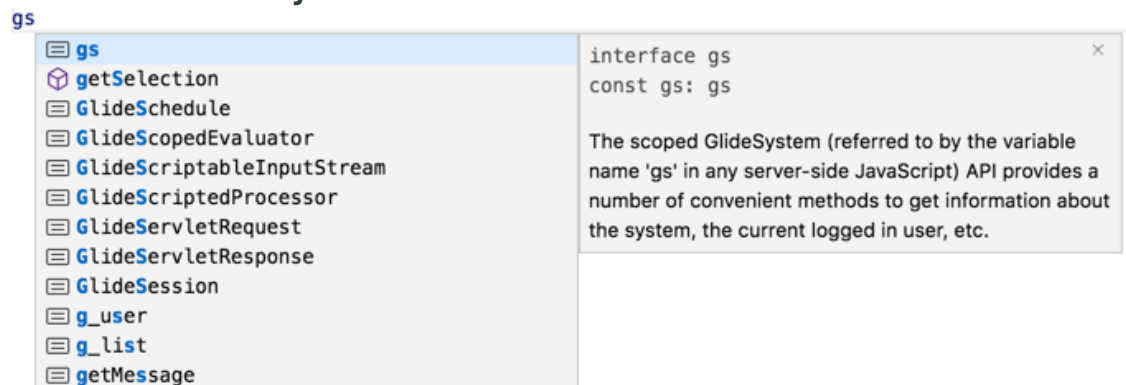 gs
gs
getSelection
GlideSchedule
GlideScopedEvaluator
GlideScriptableInputStream
GlideScriptedProcessor
GlideServletRequest
GlideServletResponse
GlideSession
g_user
g_list
getMessage
interface gs
const gs: gs
The scoped GlideSystem (referred to by the variable
name 'gs' in any server-side JavaScript) API provides a
number of convenient methods to get information about
the system, the current logged in user, etc.